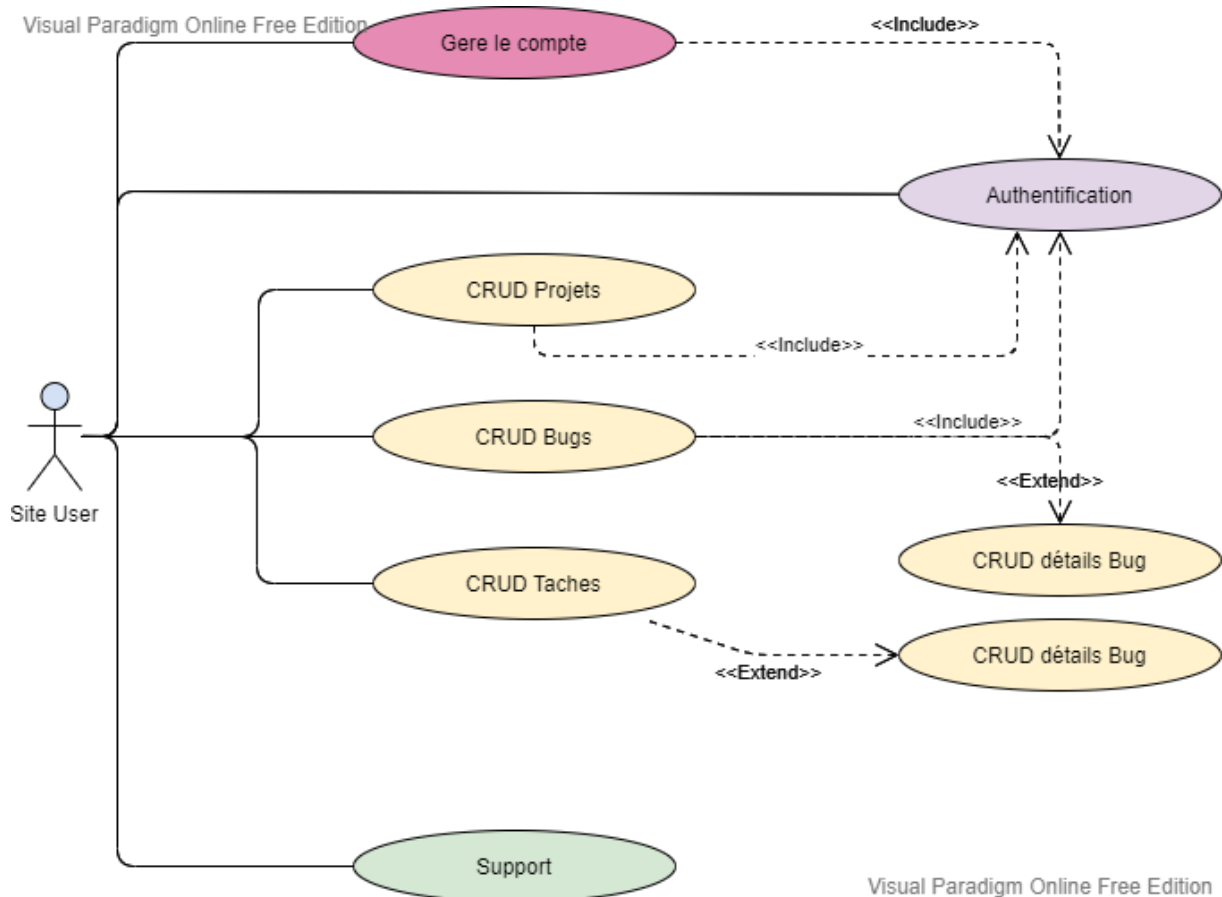 Visual Paradigm Online Free Edition
Gere le compte
<<Include>>
Authentification
CRUD Projets
<<Include>>
CRUD Bugs
<<Include>>
<<Extend>>
Site User
CRUD détails Bug
CRUD Taches
CRUD détails Bug
<<Extend>>
Support
Visual Paradigm Online Free Edition